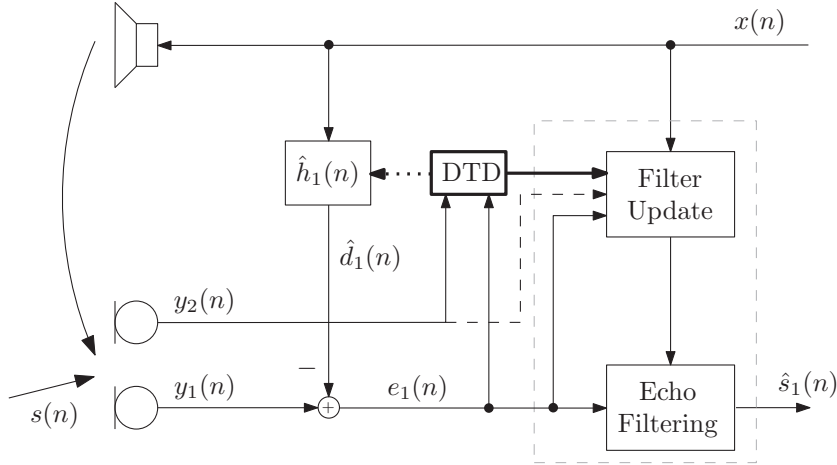 x(n)
ĥ₁(n)
DTD
Filter
Update
d̂₁(n)
y₂(n)
−
y₁(n)
+
e₁(n)
Echo
Filtering
ŝ₁(n)
s(n)